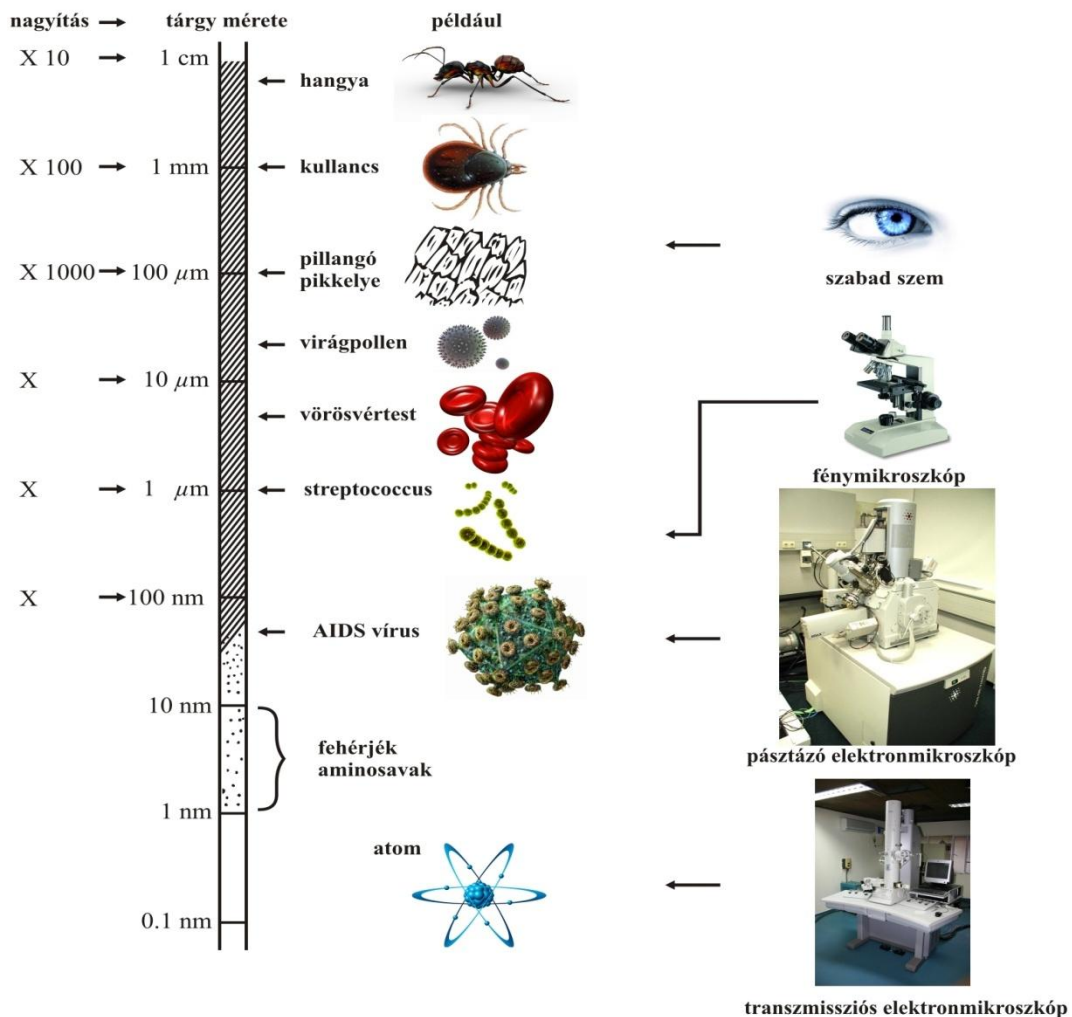 nagyítás → tárgy mérete például
X 10 → 1 cm
← hangya
X 100 → 1 mm ← kullancs
X 1000 → 100 µm ← pillangó
pikkelye
← szabad szem
← virágpollen
X → 10 µm
← vörösvértest
fénymikroszkóp
X → 1 µm ← streptococcus
X → 100 nm
← AIDS vírus
10 nm
fehérjék
aminosavak
pásztázó elektronmikroszkóp
1 nm
atom
0.1 nm
transzmissziós elektronmikroszkóp